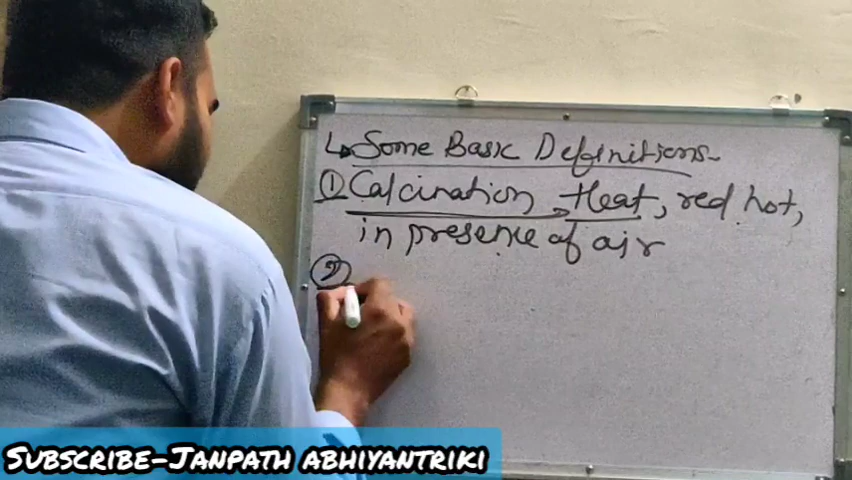 ↳ Some Basic Definitions-
① Calcination → Heat, red hot,
in presence of air
②
SUBSCRIBE-JANPATH ABHIYANTRIKI